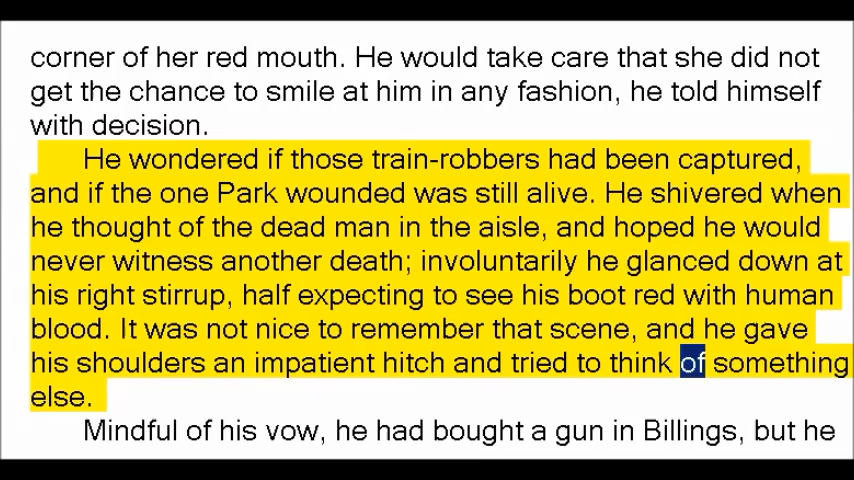 corner of her red mouth. He would take care that she did not
get the chance to smile at him in any fashion, he told himself
with decision.
He wondered if those train-robbers had been captured,
and if the one Park wounded was still alive. He shivered when
he thought of the dead man in the aisle, and hoped he would
never witness another death; involuntarily he glanced down at
his right stirrup, half expecting to see his boot red with human
blood. It was not nice to remember that scene, and he gave
his shoulders an impatient hitch and tried to think of something
else.
Mindful of his vow, he had bought a gun in Billings, but he